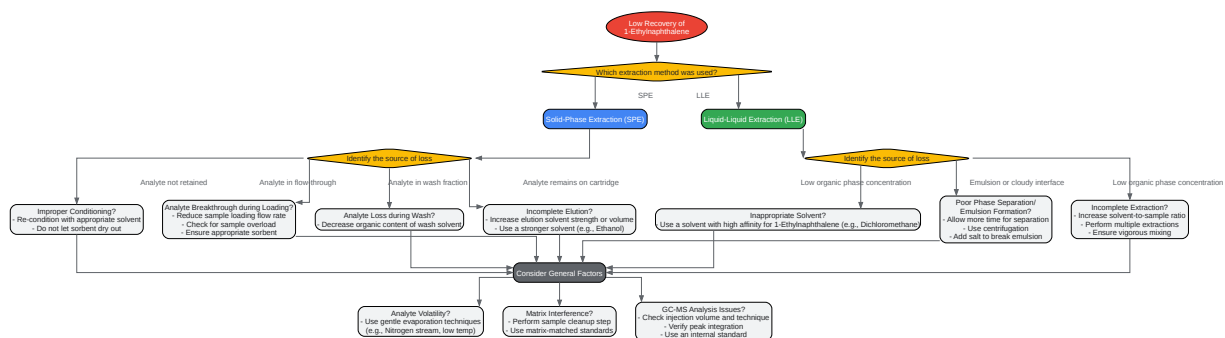 Low Recovery of
1-Ethylnaphthalene
Which extraction method was used?
SPE
LLE
Solid-Phase Extraction (SPE)
Liquid-Liquid Extraction (LLE)
Identify the source of loss
Identify the source of loss
Analyte not retained
Analyte in flow-through
Analyte in wash fraction
Analyte remains on cartridge
Low organic phase concentration
Emulsion or cloudy interface
Low organic phase concentration
Improper Conditioning?
- Re-condition with appropriate solvent
- Do not let sorbent dry out
Analyte Breakthrough during Loading?
- Reduce sample loading flow rate
- Check for sample overload
- Ensure appropriate sorbent
Analyte Loss during Wash?
- Decrease organic content of wash solvent
Incomplete Elution?
- Increase elution solvent strength or volume
- Use a stronger solvent (e.g., Ethanol)
Inappropriate Solvent?
Use a solvent with high affinity for 1-Ethylnaphthalene (e.g., Dichloromethane)
Poor Phase Separation/
Emulsion Formation?
- Allow more time for separation
- Use centrifugation
- Add salt to break emulsion
Incomplete Extraction?
- Increase solvent-to-sample ratio
- Perform multiple extractions
- Ensure vigorous mixing
Consider General Factors
Analyte Volatility?
- Use gentle evaporation techniques
(e.g., Nitrogen stream, low temp)
Matrix Interference?
- Perform sample cleanup step
- Use matrix-matched standards
GC-MS Analysis Issues?
- Check injection volume and technique
- Verify peak integration
- Use an internal standard